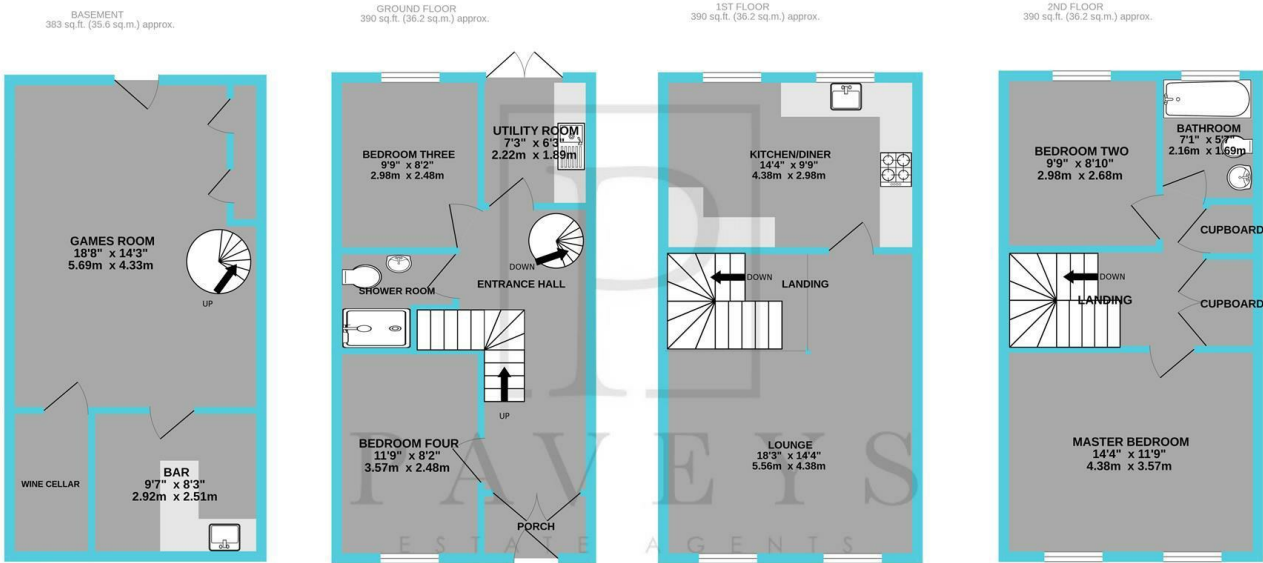 BASEMENT
383 sq.ft. (35.6 sq.m.) approx.
GROUND FLOOR
390 sq.ft. (36.2 sq.m.) approx.
1ST FLOOR
390 sq.ft. (36.2 sq.m.) approx.
2ND FLOOR
390 sq.ft. (36.2 sq.m.) approx.
GAMES ROOM
18'8" x 14'3"
5.69m x 4.33m
UP
WINE CELLAR
BAR
9'7" x 8'3"
2.92m x 2.51m
BEDROOM THREE
9'9" x 8'2"
2.98m x 2.48m
UTILITY ROOM
7'3" x 6'3
2.22m x 1.89m
DOWN
ENTRANCE HALL
SHOWER ROOM
UP
BEDROOM FOUR
11'9" x 8'2"
3.57m x 2.48m
PORCH
KITCHEN/DINER
14'4" x 9'9"
4.38m x 2.98m
DOWN
LANDING
LOUNGE
18'3" x 14'4"
5.56m x 4.38m
BEDROOM TWO
9'9" x 8'10"
2.98m x 2.68m
BATHROOM
7'1" x 5'7"
2.16m x 1.69m
CUPBOARD
DOWN
LANDING
CUPBOARD
MASTER BEDROOM
14'4" x 11'9"
4.38m x 3.57m
P
PAVEYS
ESTATE AGENTS